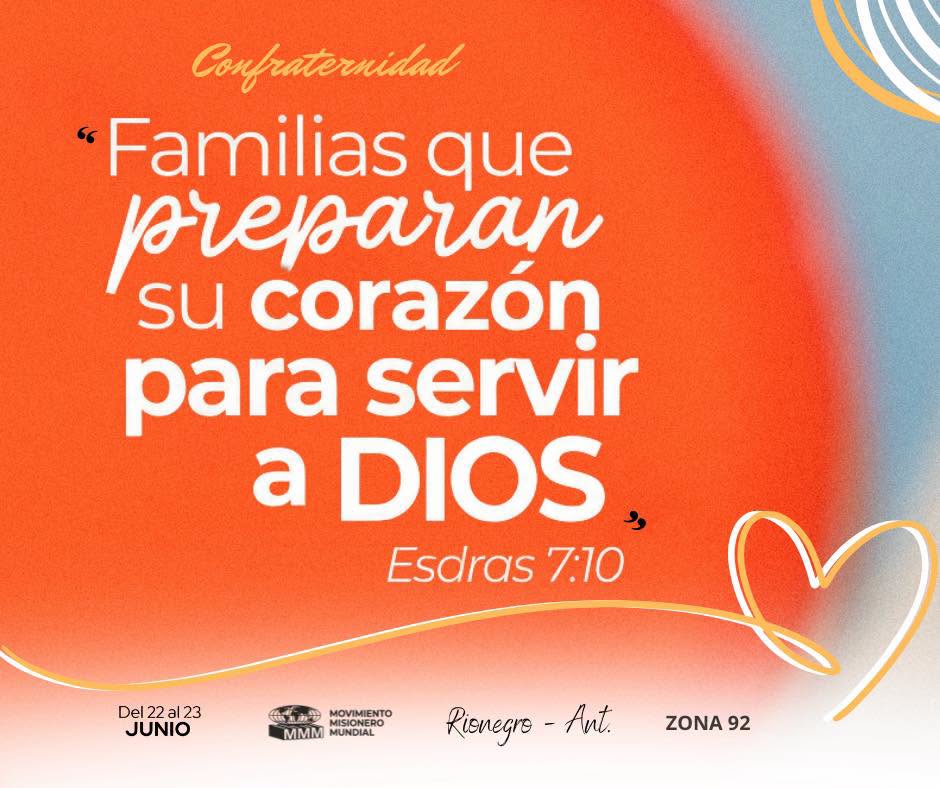 Confraternidad
“Familias que
preparan
su corazón
para servir
a DIOS”
Esdras 7:10
Del 22 al 23
JUNIO
MMM
MOVIMIENTO
MISIONERO
MUNDIAL
Rionegro - Ant.
ZONA 92